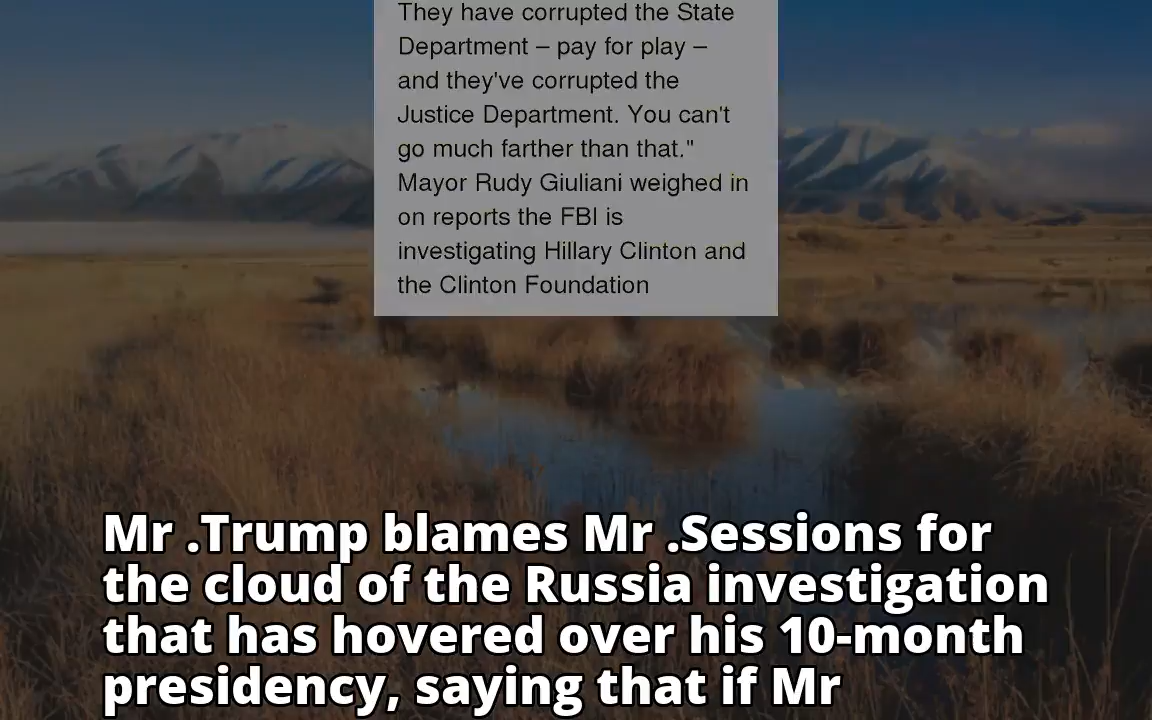 They have corrupted the State
Department – pay for play –
and they've corrupted the
Justice Department. You can't
go much farther than that."
Mayor Rudy Giuliani weighed in
on reports the FBI is
investigating Hillary Clinton and
the Clinton Foundation
Mr .Trump blames Mr .Sessions for
the cloud of the Russia investigation
that has hovered over his 10-month
presidency, saying that if Mr